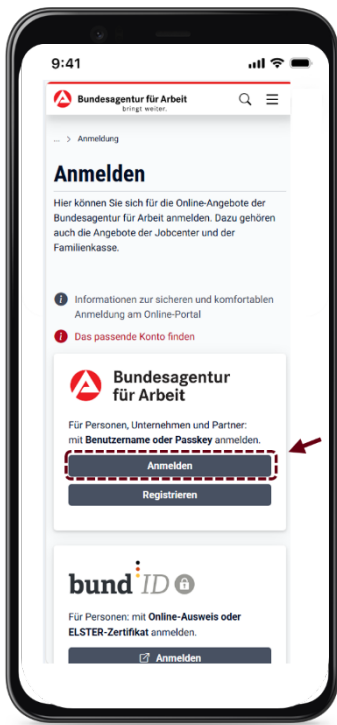 9:41
Bundesagentur für Arbeit
bringt weiter.
... > Anmeldung
Anmelden
Hier können Sie sich für die Online-Angebote der
Bundesagentur für Arbeit anmelden. Dazu gehören
auch die Angebote der Jobcenter und der
Familienkasse.
Informationen zur sicheren und komfortablen
Anmeldung am Online-Portal
Das passende Konto finden
Bundesagentur
für Arbeit
Für Personen, Unternehmen und Partner:
mit Benutzername oder Passkey anmelden.
Anmelden
Registrieren
bund ID
Für Personen: mit Online-Ausweis oder
ELSTER-Zertifikat anmelden.
Anmelden